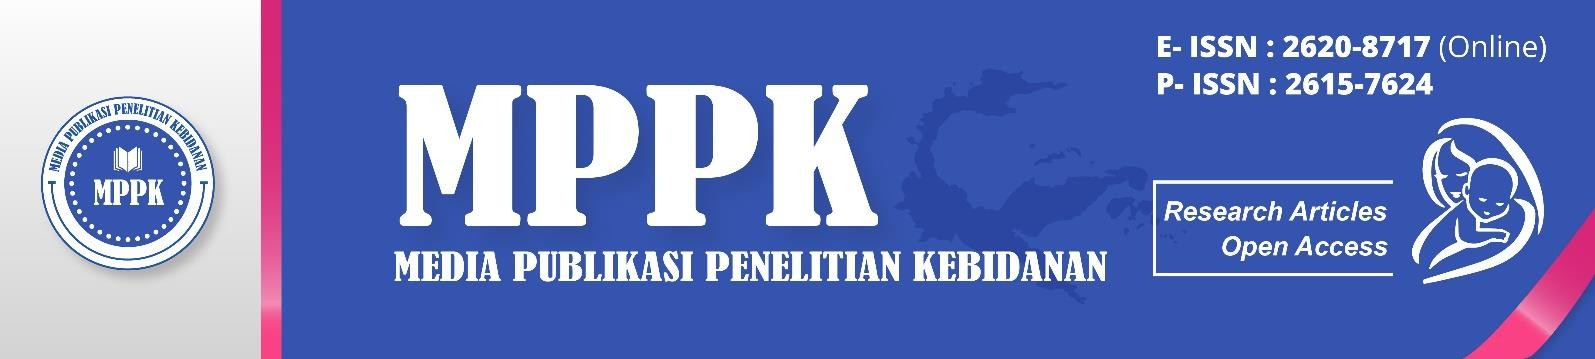 MEDIA PUBLIKASI PENELITIAN KEBIDANAN
MPPK
MPPK
MEDIA PUBLIKASI PENELITIAN KEBIDANAN
E- ISSN : 2620-8717 (Online)
P- ISSN : 2615-7624
Research Articles
Open Access